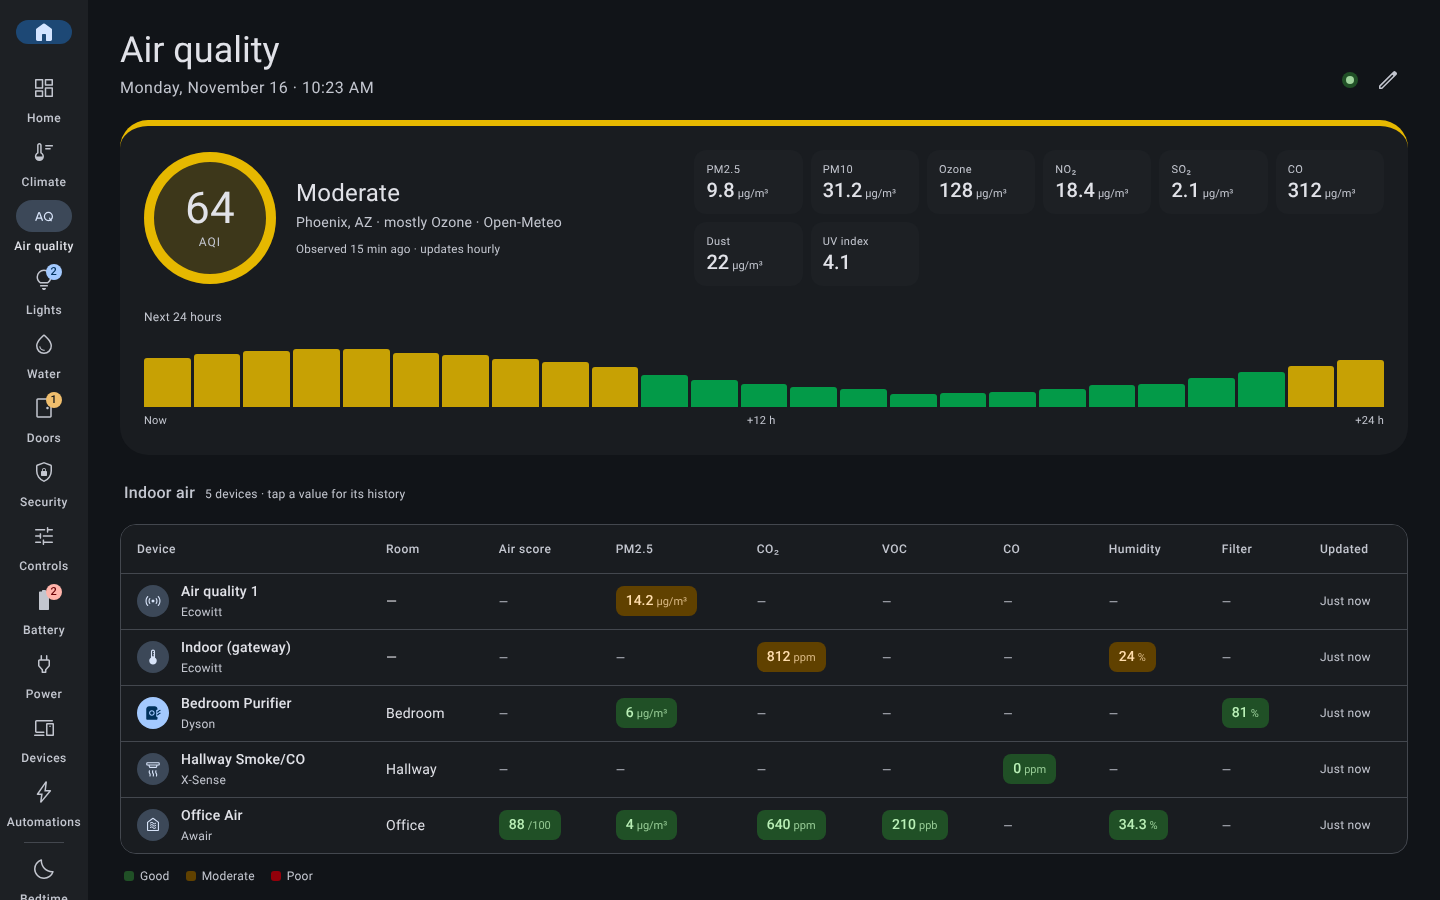 Air quality
Monday, November 16 · 10:23 AM
Home
Climate
AQ
Air quality
2
Lights
Water
1
Doors
Security
Controls
2
Battery
Power
Devices
Automations
Bedtime
64
AQI
Moderate
Phoenix, AZ · mostly Ozone · Open-Meteo
Observed 15 min ago · updates hourly
PM2.5
9.8 µg/m³
PM10
31.2 µg/m³
Ozone
128 µg/m³
NO₂
18.4 µg/m³
SO₂
2.1 µg/m³
CO
312 µg/m³
Dust
22 µg/m³
UV index
4.1
Next 24 hours
Now +12 h +24 h
Indoor air 5 devices · tap a value for its history
Device Room Air score PM2.5 CO₂ VOC CO Humidity Filter Updated
Air quality 1
Ecowitt
– – 14.2 µg/m³ – – – – – Just now
Indoor (gateway)
Ecowitt
– – – 812 ppm – – 24 % – Just now
Bedroom Purifier
Dyson
Bedroom – 6 µg/m³ – – – – 81 % Just now
Hallway Smoke/CO
X-Sense
Hallway – – – – 0 ppm – – Just now
Office Air
Awair
Office 88 /100 4 µg/m³ 640 ppm 210 ppb – 34.3 % – Just now
Good Moderate Poor